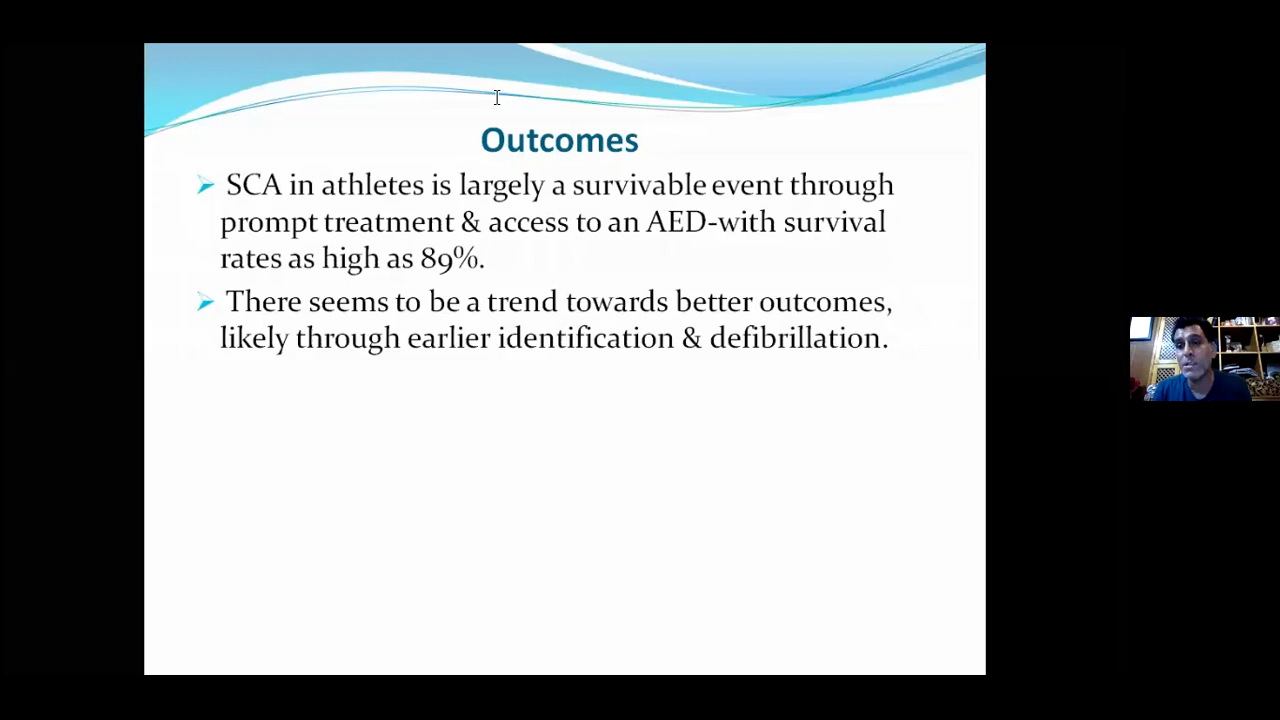 Outcomes
SCA in athletes is largely a survivable event through
prompt treatment & access to an AED-with survival
rates as high as 89%.
There seems to be a trend towards better outcomes,
likely through earlier identification & defibrillation.